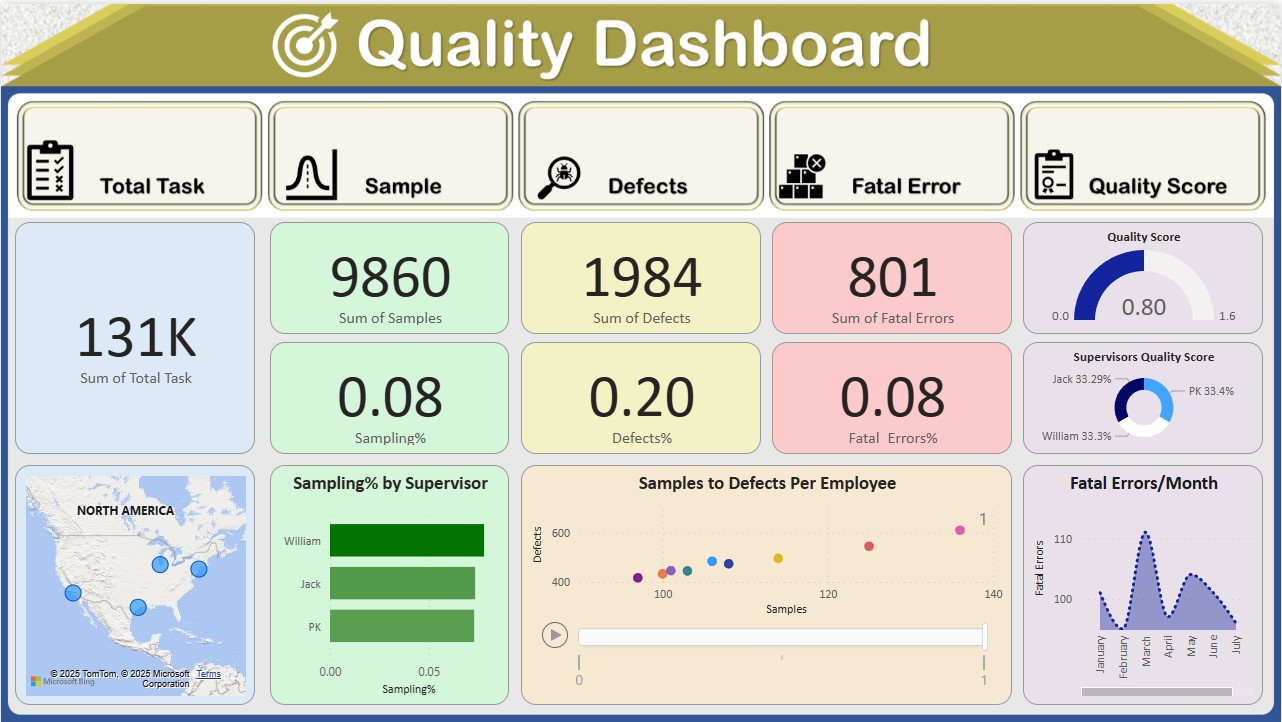 Quality Dashboard
Total Task
Sample
Defects
Fatal Error
Quality Score
131K
Sum of Total Task
9860
Sum of Samples
1984
Sum of Defects
801
Sum of Fatal Errors
Quality Score
0.80
0.0
1.6
0.08
Sampling%
0.20
Defects%
0.08
Fatal Errors%
Supervisors Quality Score
Jack 33.29%
PK 33.4%
William 33.3%
NORTH AMERICA
© 2025 TomTom, © 2025 Microsoft
Corporation
Terms
Microsoft Bing
Sampling% by Supervisor
William
Jack
PK
0.00
0.05
Sampling%
Samples to Defects Per Employee
1
Defects
600
400
100
120
140
Samples
0
1
Fatal Errors/Month
Fatal Errors
110
100
January
February
March
April
May
June
July